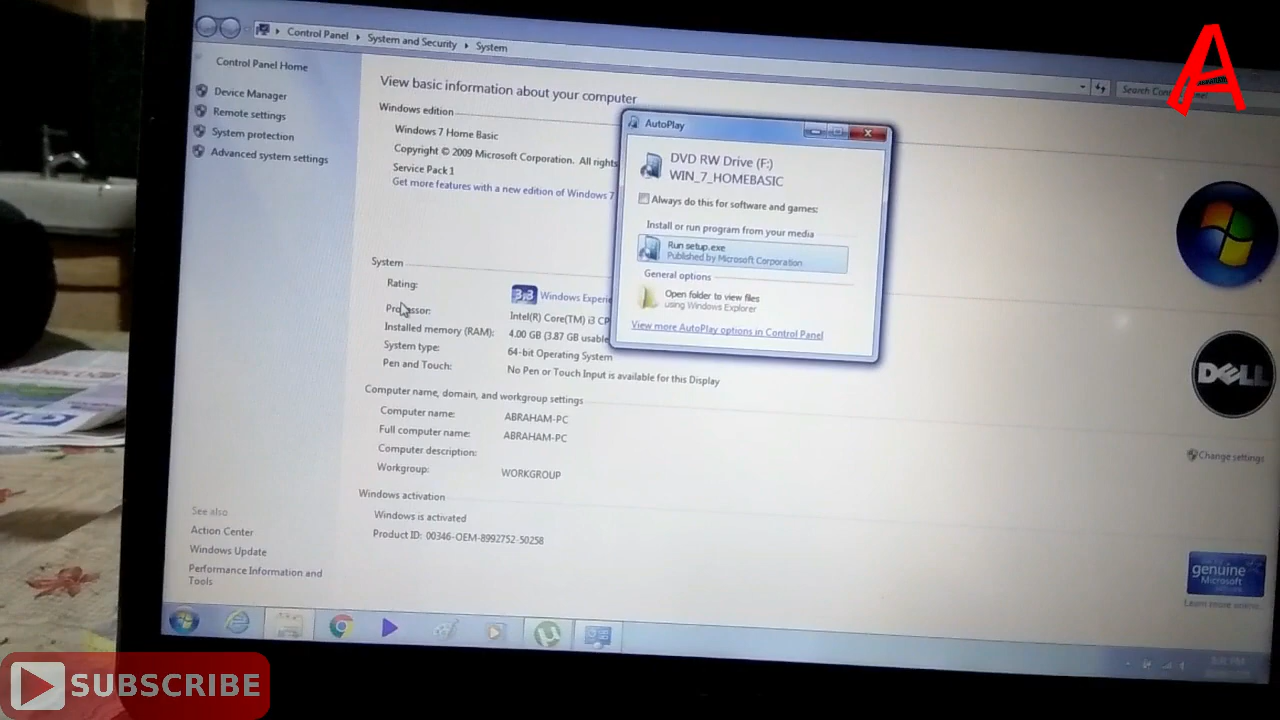 Control Panel
System and Security
System
Search Con
Control Panel Home
Device Manager
Remote settings
System protection
Advanced system settings
View basic information about your computer
Windows edition
Windows 7 Home Basic
Copyright © 2009 Microsoft Corporation. All rights
Service Pack 1
Get more features with a new edition of Windows 7
System
Rating:
3,3 Windows Experie
Processor:
Intel(R) Core(TM) i3 CP
Installed memory (RAM):
4.00 GB (3.87 GB usable
System type:
64-bit Operating System
Pen and Touch:
No Pen or Touch Input is available for this Display
Computer name, domain, and workgroup settings
Computer name:
ABRAHAM-PC
Full computer name:
ABRAHAM-PC
Computer description:
Workgroup:
WORKGROUP
Windows activation
Windows is activated
Product ID: 00346-OEM-8992752-50258
See also
Action Center
Windows Update
Performance Information and
Tools
AutoPlay
DVD RW Drive (F:)
WIN_7_HOMEBASIC
Always do this for software and games:
Install or run program from your media
Run setup.exe
Published by Microsoft Corporation
General options
Open folder to view files
using Windows Explorer
View more AutoPlay options in Control Panel
DELL
Change settings
genuine
Microsoft
Learn more online...
A
ABRAHAM
SUBSCRIBE